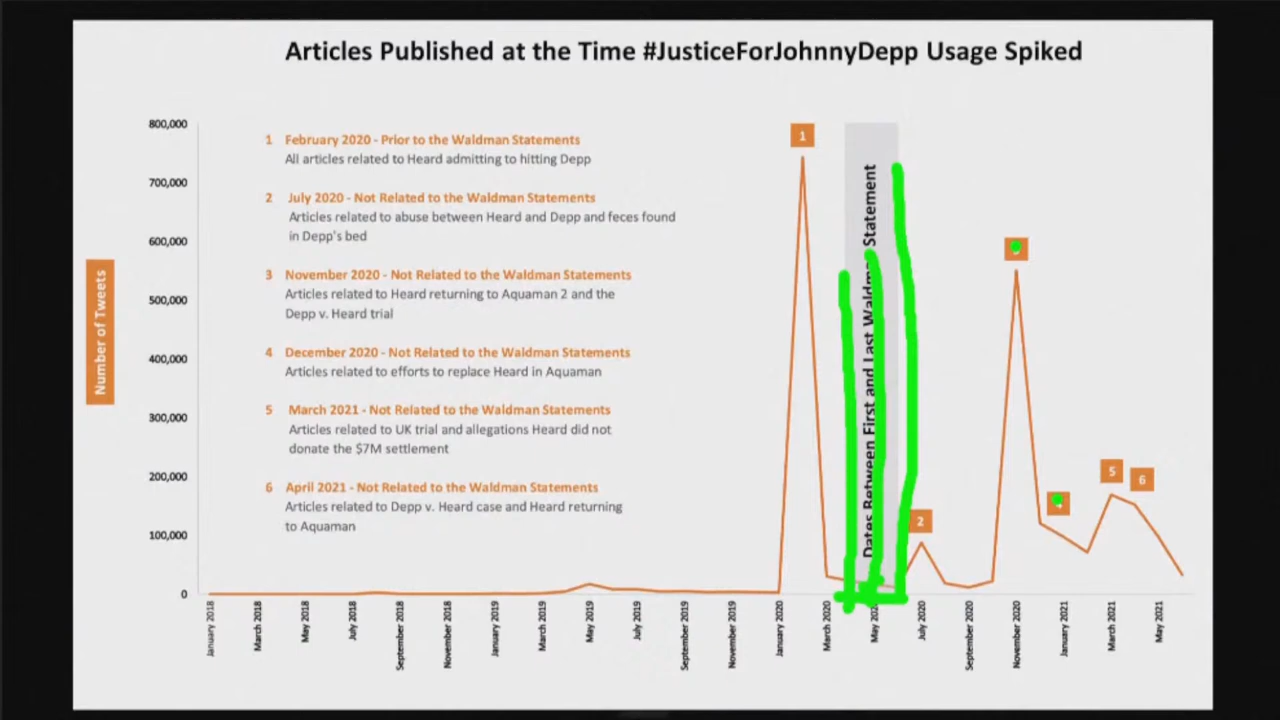 Articles Published at the Time #JusticeForJohnnyDepp Usage Spiked
Number of Tweets
800,000
700,000
600,000
500,000
400,000
300,000
200,000
100,000
0
1 February 2020 - Prior to the Waldman Statements
All articles related to Heard admitting to hitting Depp
2 July 2020 - Not Related to the Waldman Statements
Articles related to abuse between Heard and Depp and feces found
in Depp's bed
3 November 2020 - Not Related to the Waldman Statements
Articles related to Heard returning to Aquaman 2 and the
Depp v. Heard trial
4 December 2020 - Not Related to the Waldman Statements
Articles related to efforts to replace Heard in Aquaman
5 March 2021 - Not Related to the Waldman Statements
Articles related to UK trial and allegations Heard did not
donate the $7M settlement
6 April 2021 - Not Related to the Waldman Statements
Articles related to Depp v. Heard case and Heard returning
to Aquaman
1
Dates Between First and Last Waldman Statement
2
5
6
January 2018
March 2018
May 2018
July 2018
September 2018
November 2018
January 2019
March 2019
May 2019
July 2019
September 2019
November 2019
January 2020
March 2020
May 2020
July 2020
September 2020
November 2020
January 2021
March 2021
May 2021